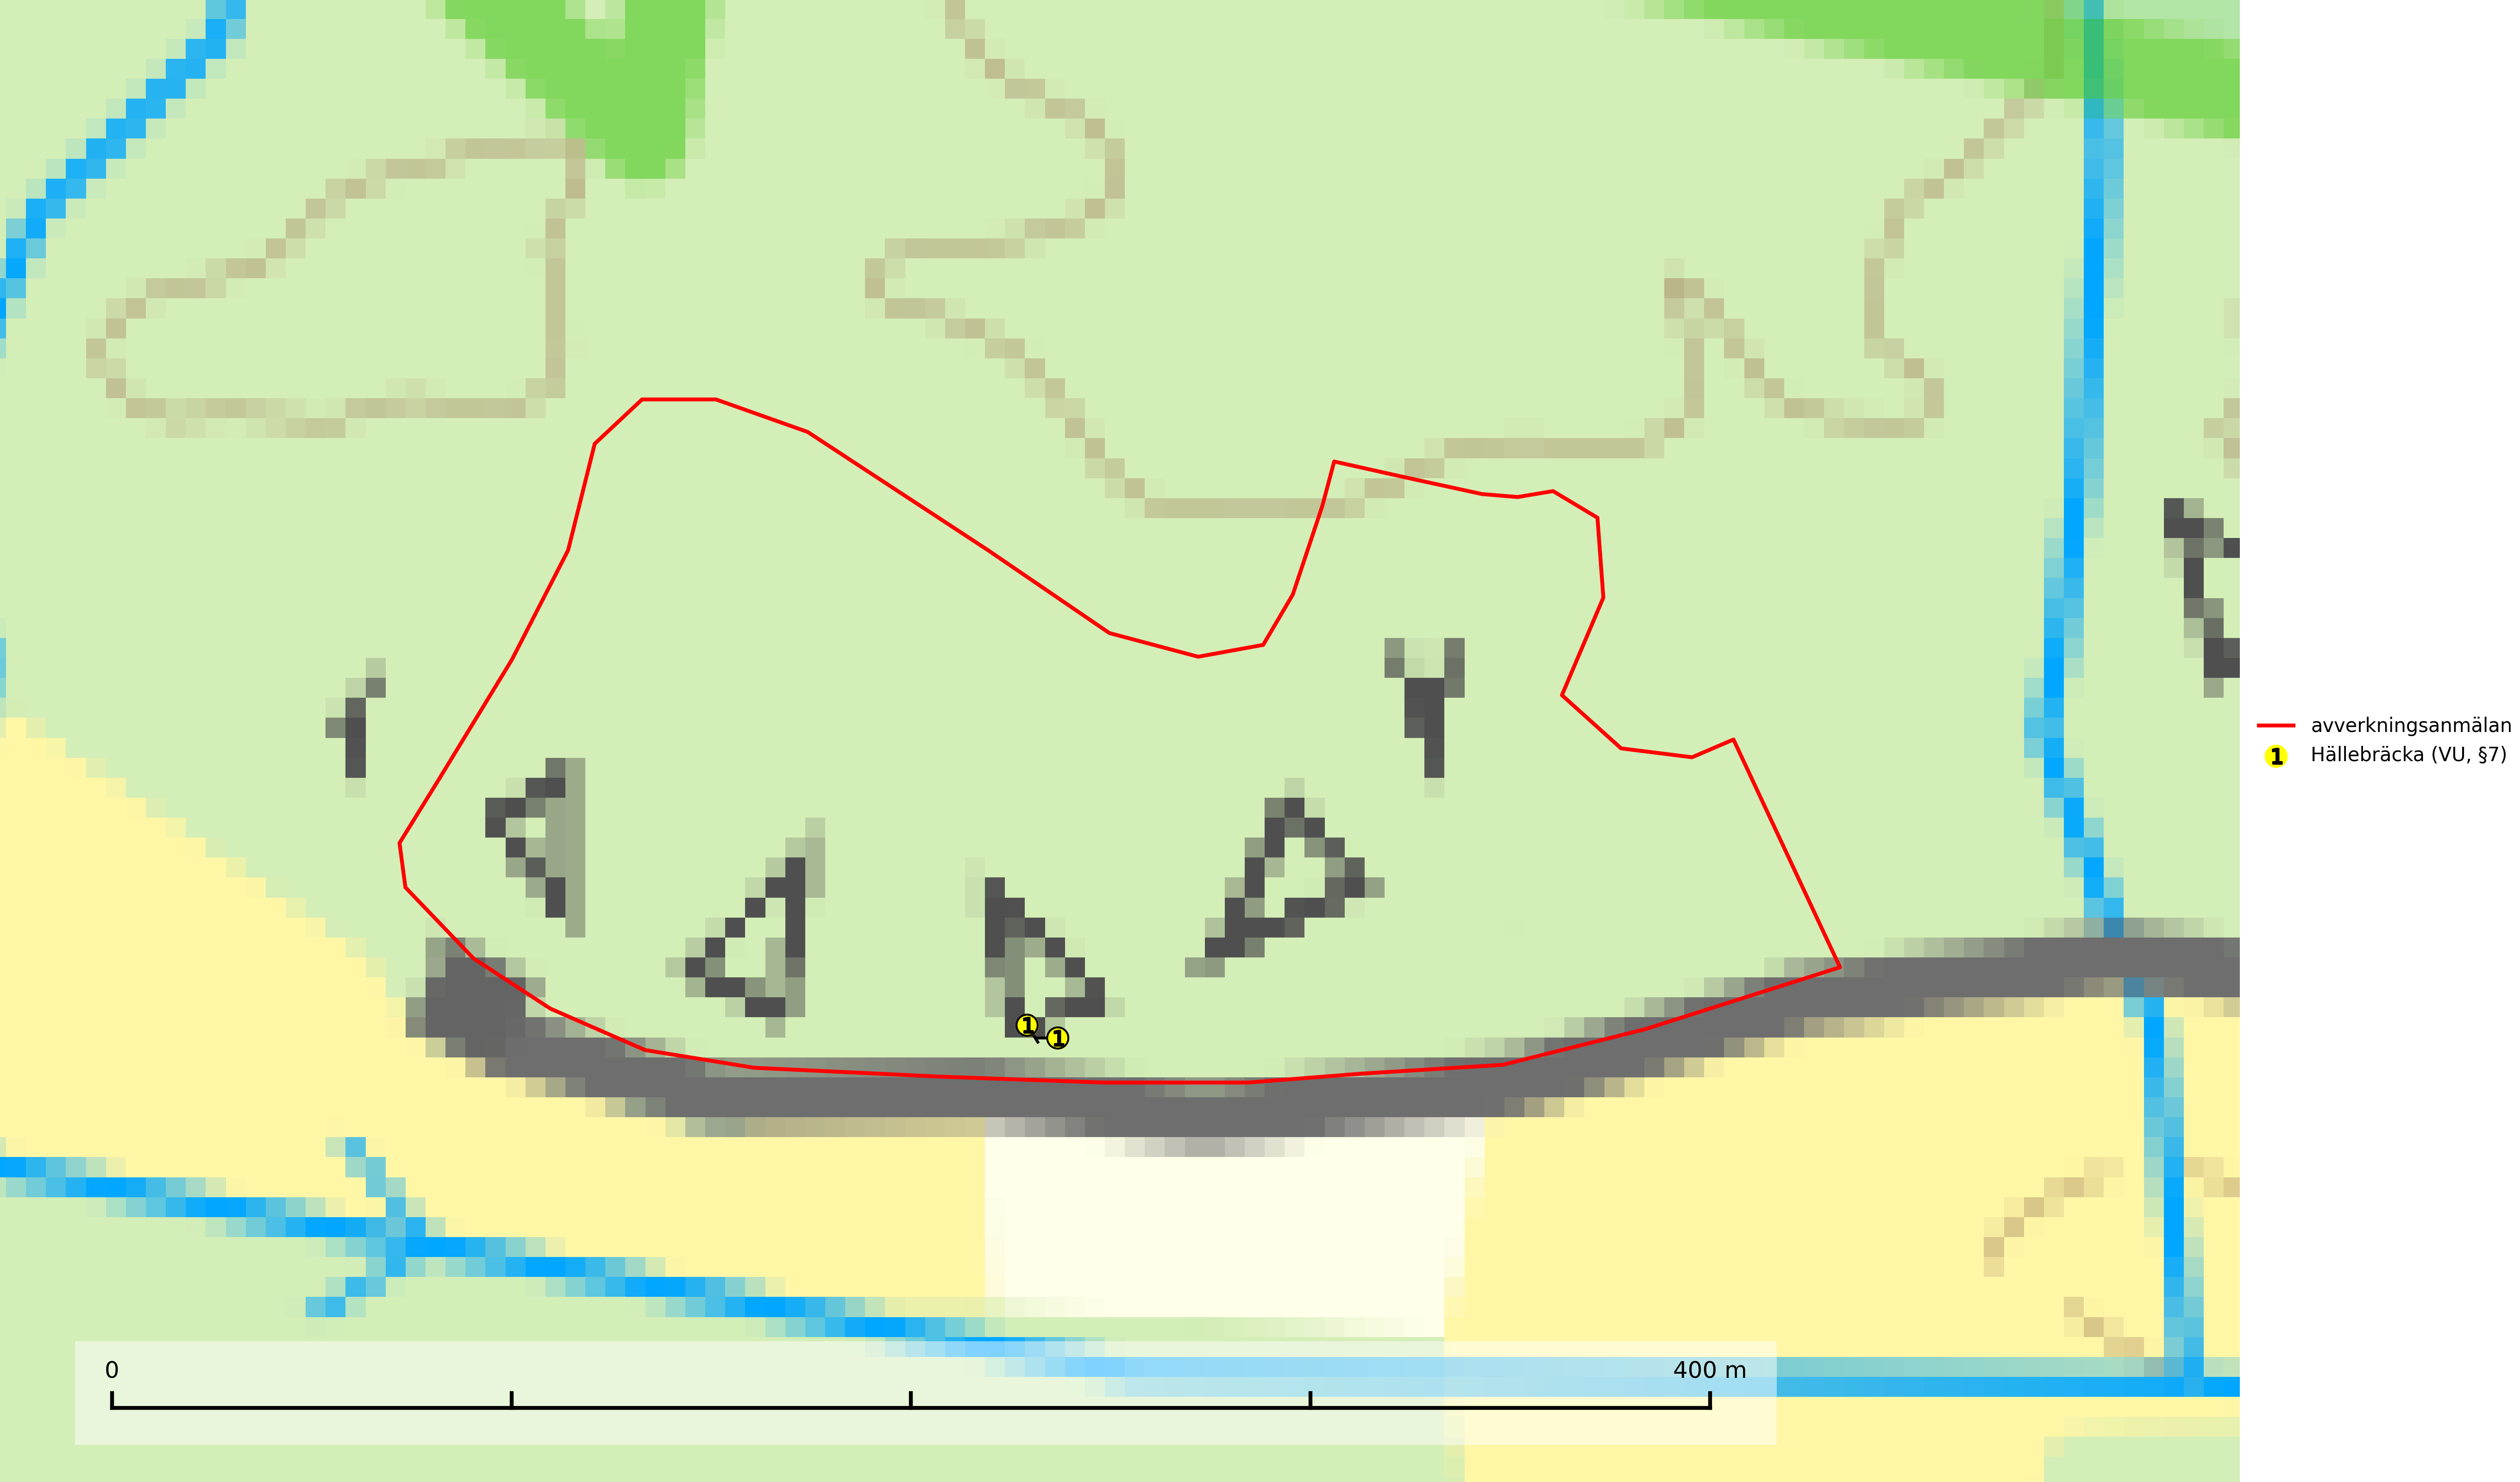 1 1
avverkningsanmälan
1 Hällebräcka (VU, §7)
0 400 m